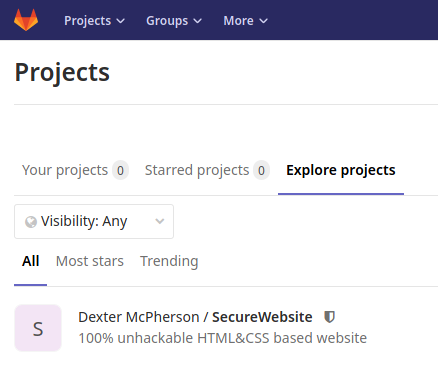 Projects Groups More
Projects
Your projects 0 Starred projects 0 Explore projects
Visibility: Any
All Most stars Trending
S
Dexter McPherson / SecureWebsite
100% unhackable HTML&CSS based website